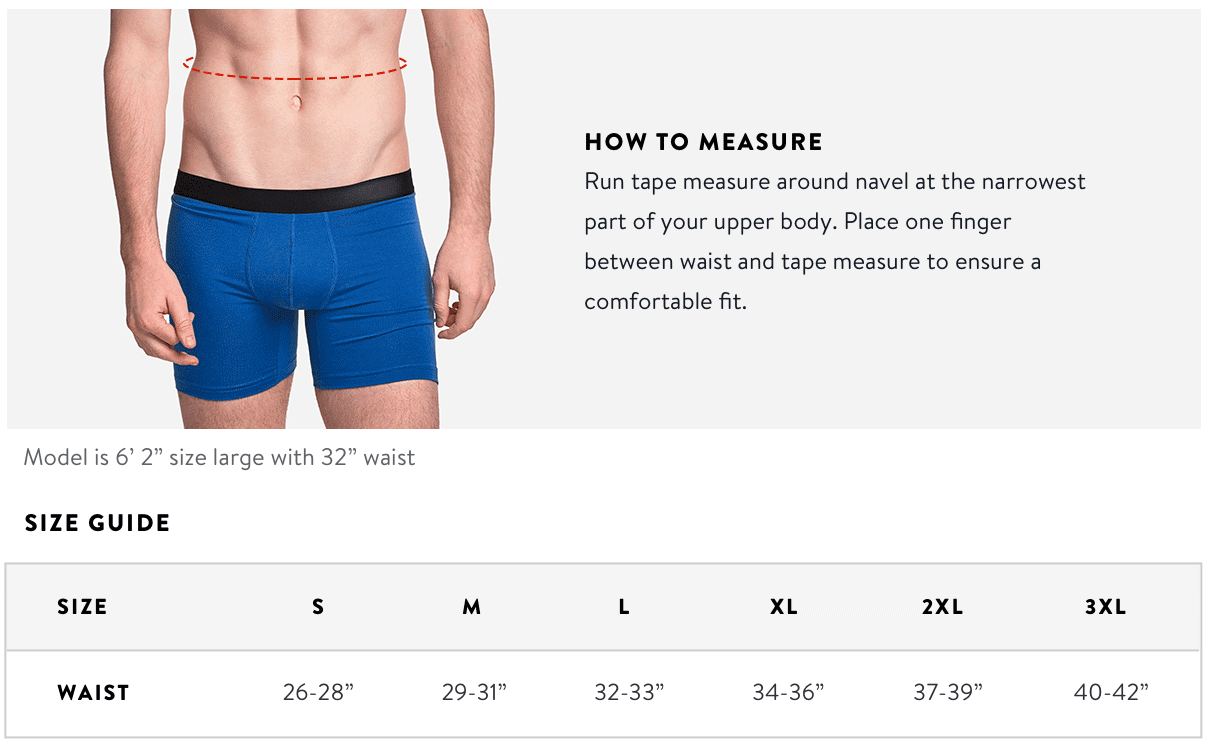 HOW TO MEASURE
Run tape measure around navel at the narrowest
part of your upper body. Place one finger
between waist and tape measure to ensure a
comfortable fit.
Model is 6’ 2” size large with 32” waist
SIZE GUIDE
SIZE S M L XL 2XL 3XL
WAIST 26-28” 29-31” 32-33” 34-36” 37-39” 40-42”